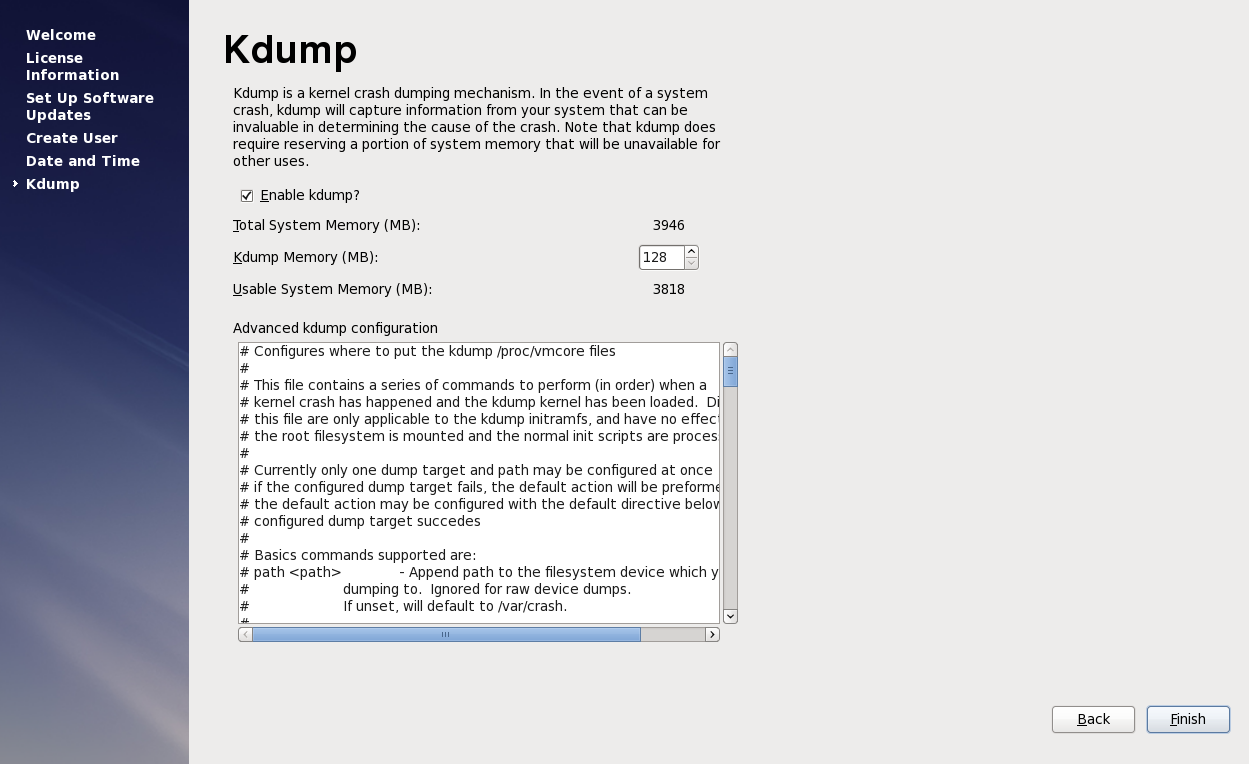 Welcome
License
Information
Set Up Software
Updates
Create User
Date and Time
Kdump
Kdump
Kdump is a kernel crash dumping mechanism. In the event of a system
crash, kdump will capture information from your system that can be
invaluable in determining the cause of the crash. Note that kdump does
require reserving a portion of system memory that will be unavailable for
other uses.
Enable kdump?
Total System Memory (MB): 3946
Kdump Memory (MB): 128
Usable System Memory (MB): 3818
Advanced kdump configuration
# Configures where to put the kdump /proc/vmcore files
#
# This file contains a series of commands to perform (in order) when a
# kernel crash has happened and the kdump kernel has been loaded.  Di
# this file are only applicable to the kdump initramfs, and have no effect
# the root filesystem is mounted and the normal init scripts are proces
#
# Currently only one dump target and path may be configured at once
# if the configured dump target fails, the default action will be preforme
# the default action may be configured with the default directive below
# configured dump target succedes
#
# Basics commands supported are:
# path <path>              - Append path to the filesystem device which y
#                       dumping to.  Ignored for raw device dumps.
#                       If unset, will default to /var/crash.
#
Back Finish